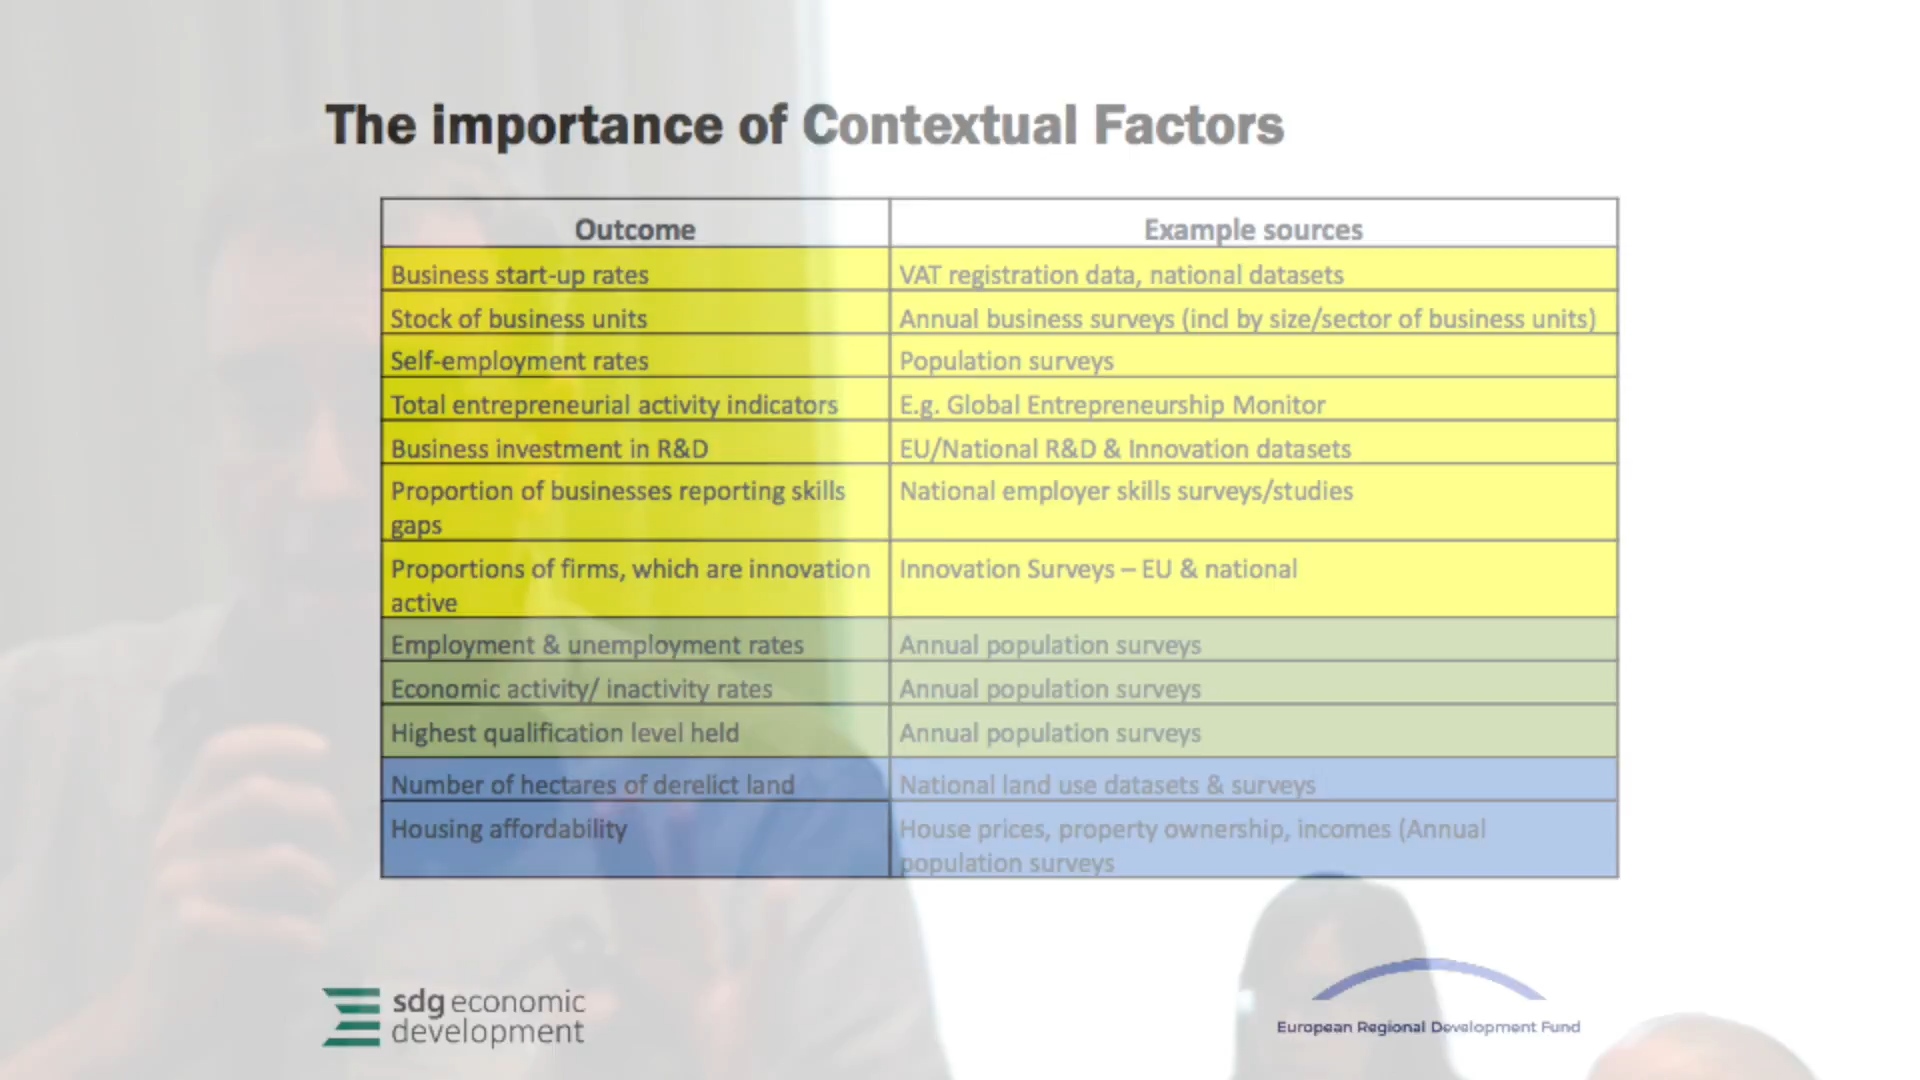 The importance of Contextual Factors
Outcome Example sources
Business start-up rates VAT registration data, national datasets
Stock of business units Annual business surveys (incl by size/sector of business units)
Self-employment rates Population surveys
Total entrepreneurial activity indicators E.g. Global Entrepreneurship Monitor
Business investment in R&D EU/National R&D & Innovation datasets
Proportion of businesses reporting skills National employer skills surveys/studies
gaps
Proportions of firms, which are innovation Innovation Surveys – EU & national
active
Employment & unemployment rates Annual population surveys
Economic activity/ inactivity rates Annual population surveys
Highest qualification level held Annual population surveys
Number of hectares of derelict land National land use datasets & surveys
Housing affordability House prices, property ownership, incomes (Annual
population surveys
sdg economic
development
European Regional Development Fund